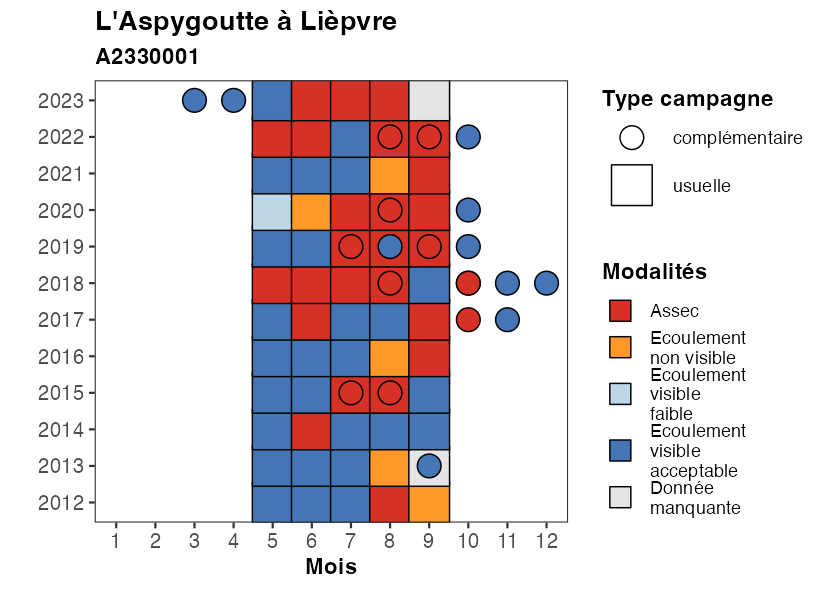 L'Aspygoutte à Lièpvre
A2330001
2023
2022
2021
2020
2019
2018
2017
2016
2015
2014
2013
2012
1 2 3 4 5 6 7 8 9 10 11 12
Mois
Type campagne
complémentaire
usuelle
Modalités
Assec
Ecoulement
non visible
Ecoulement
visible
faible
Ecoulement
visible
acceptable
Donnée
manquante